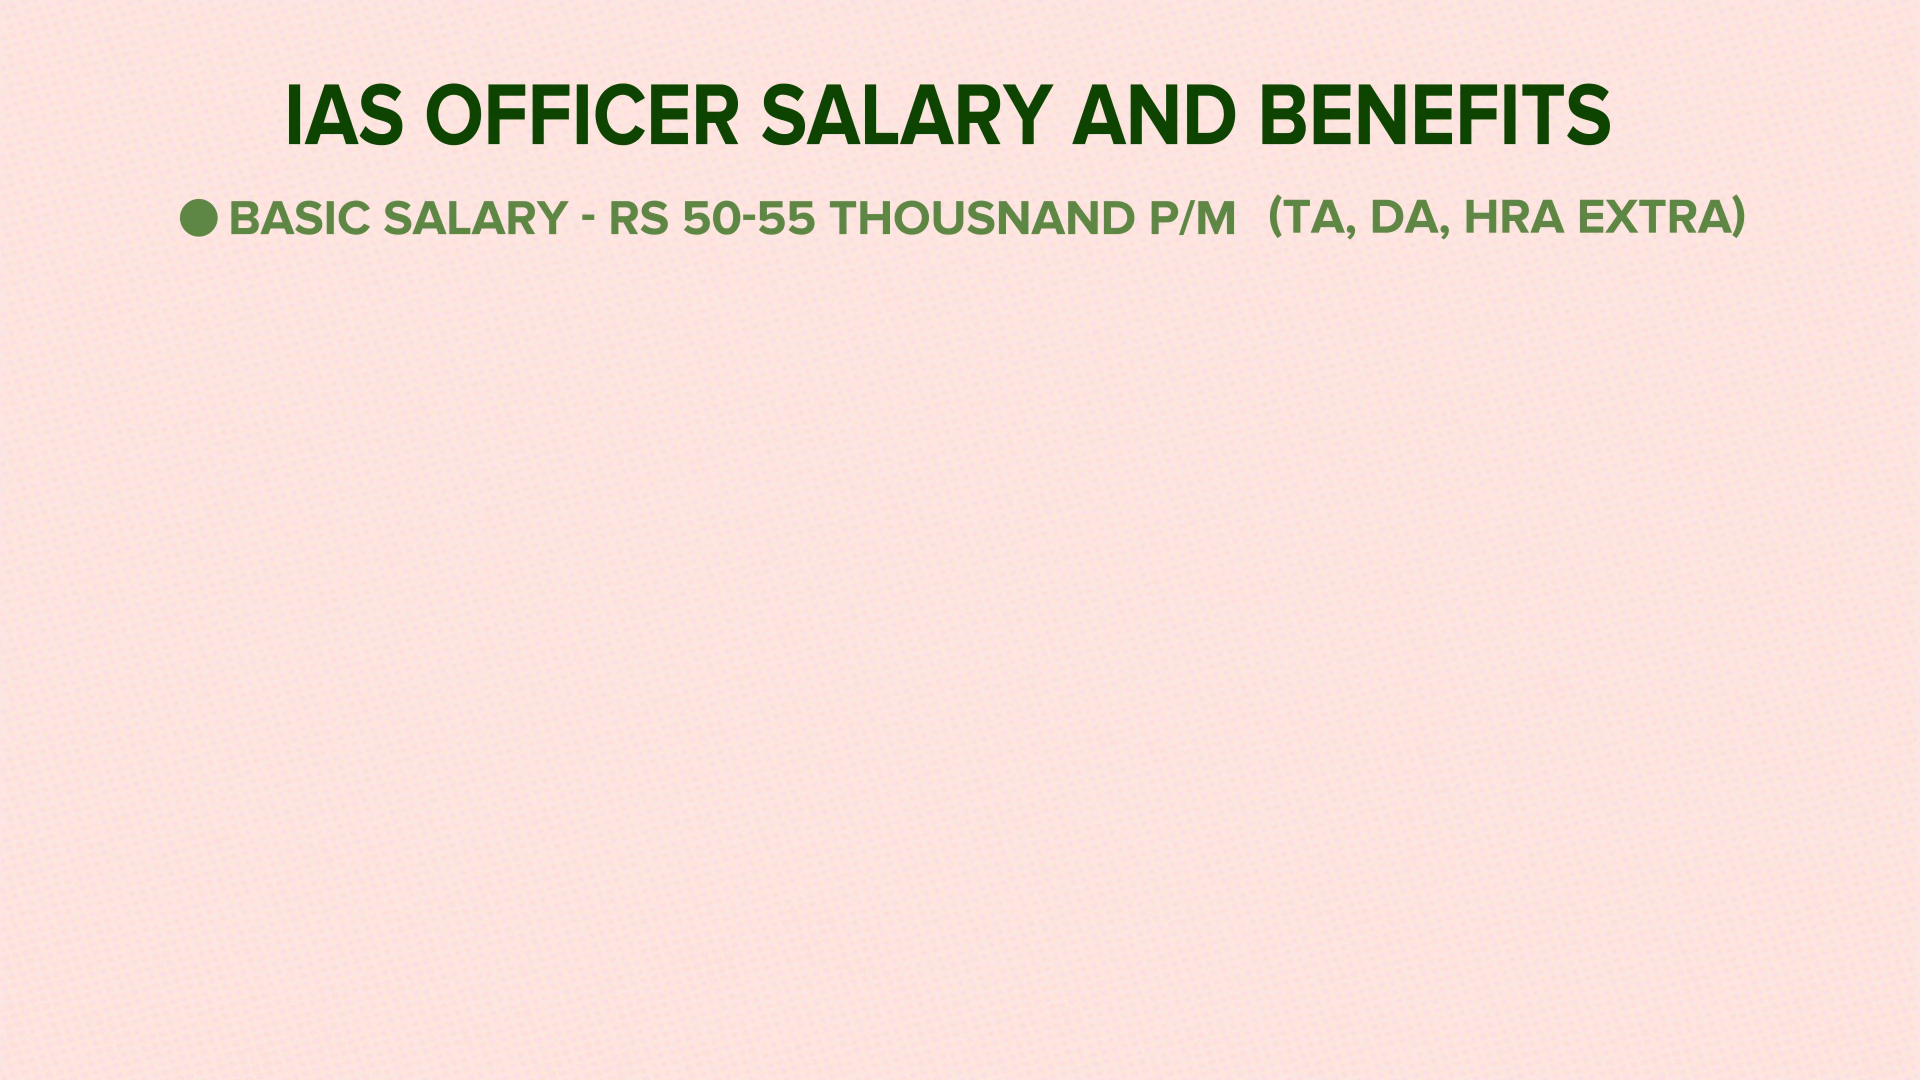 IAS OFFICER SALARY AND BENEFITS
● BASIC SALARY - RS 50-55 THOUSNAND P/M (TA, DA, HRA EXTRA)